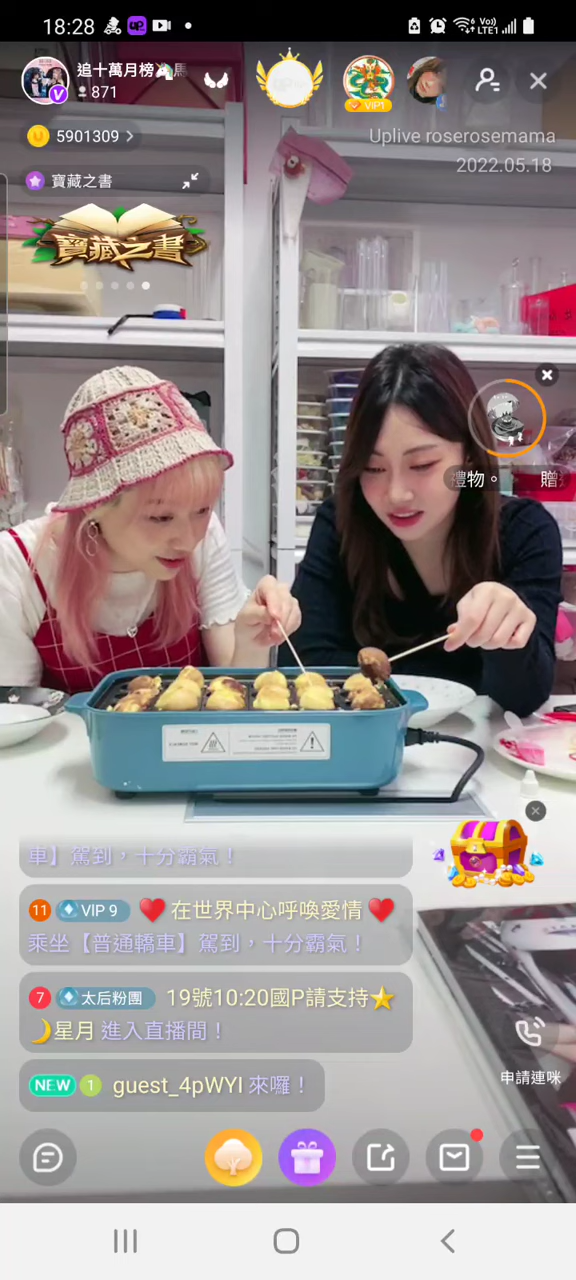 18:28
Vo))
LTE1
追十萬月榜🦄馬
871
VIP1
5901309
Uplive roserosemama
2022.05.18
寶藏之書
寶藏之書
禮物。 贈
車】駕到，十分霸氣！
11 VIP 9 ❤️ 在世界中心呼喚愛情 ❤️
乘坐【普通轎車】駕到，十分霸氣！
7 太后粉團 19號10:20國P請支持⭐
🌙星月 進入直播間！
申請連咪
NEW 1 guest_4pWYI 來囉！